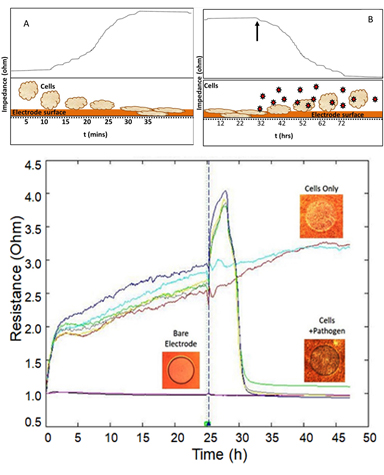 A
Impedance (ohm)
Cells
Electrode surface
5 10 15 20 25 30 35
t (mins)
B
Impedance (ohm)
Cells
Electrode surface
12 22 32 42 52 62 72
t (hrs)
Resistance (Ohm)
4.5
4.0
3.5
3.0
2.5
2.0
1.5
1.0
0.5
Cells Only
Bare
Electrode
Cells
+Pathogen
0 5 10 15 20 25 30 35 40 45 50
Time (h)